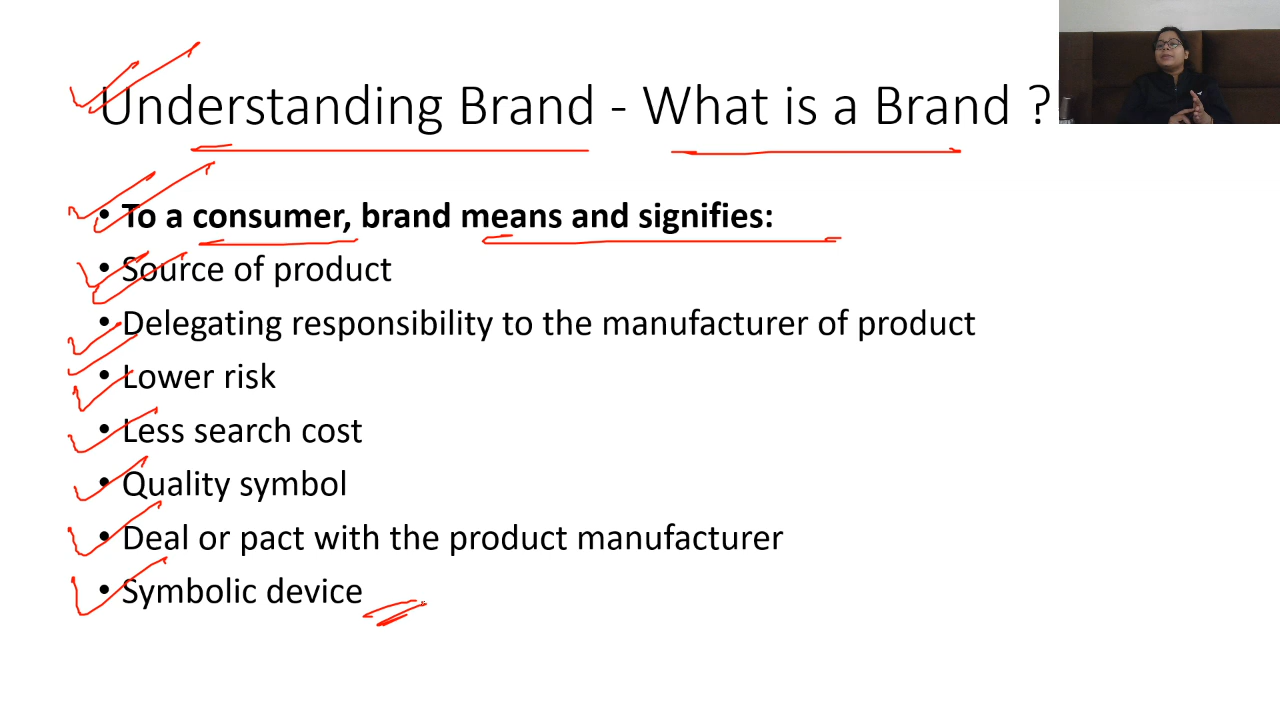 Understanding Brand - What is a Brand ?
• To a consumer, brand means and signifies:
• Source of product
• Delegating responsibility to the manufacturer of product
• Lower risk
• Less search cost
• Quality symbol
• Deal or pact with the product manufacturer
• Symbolic device